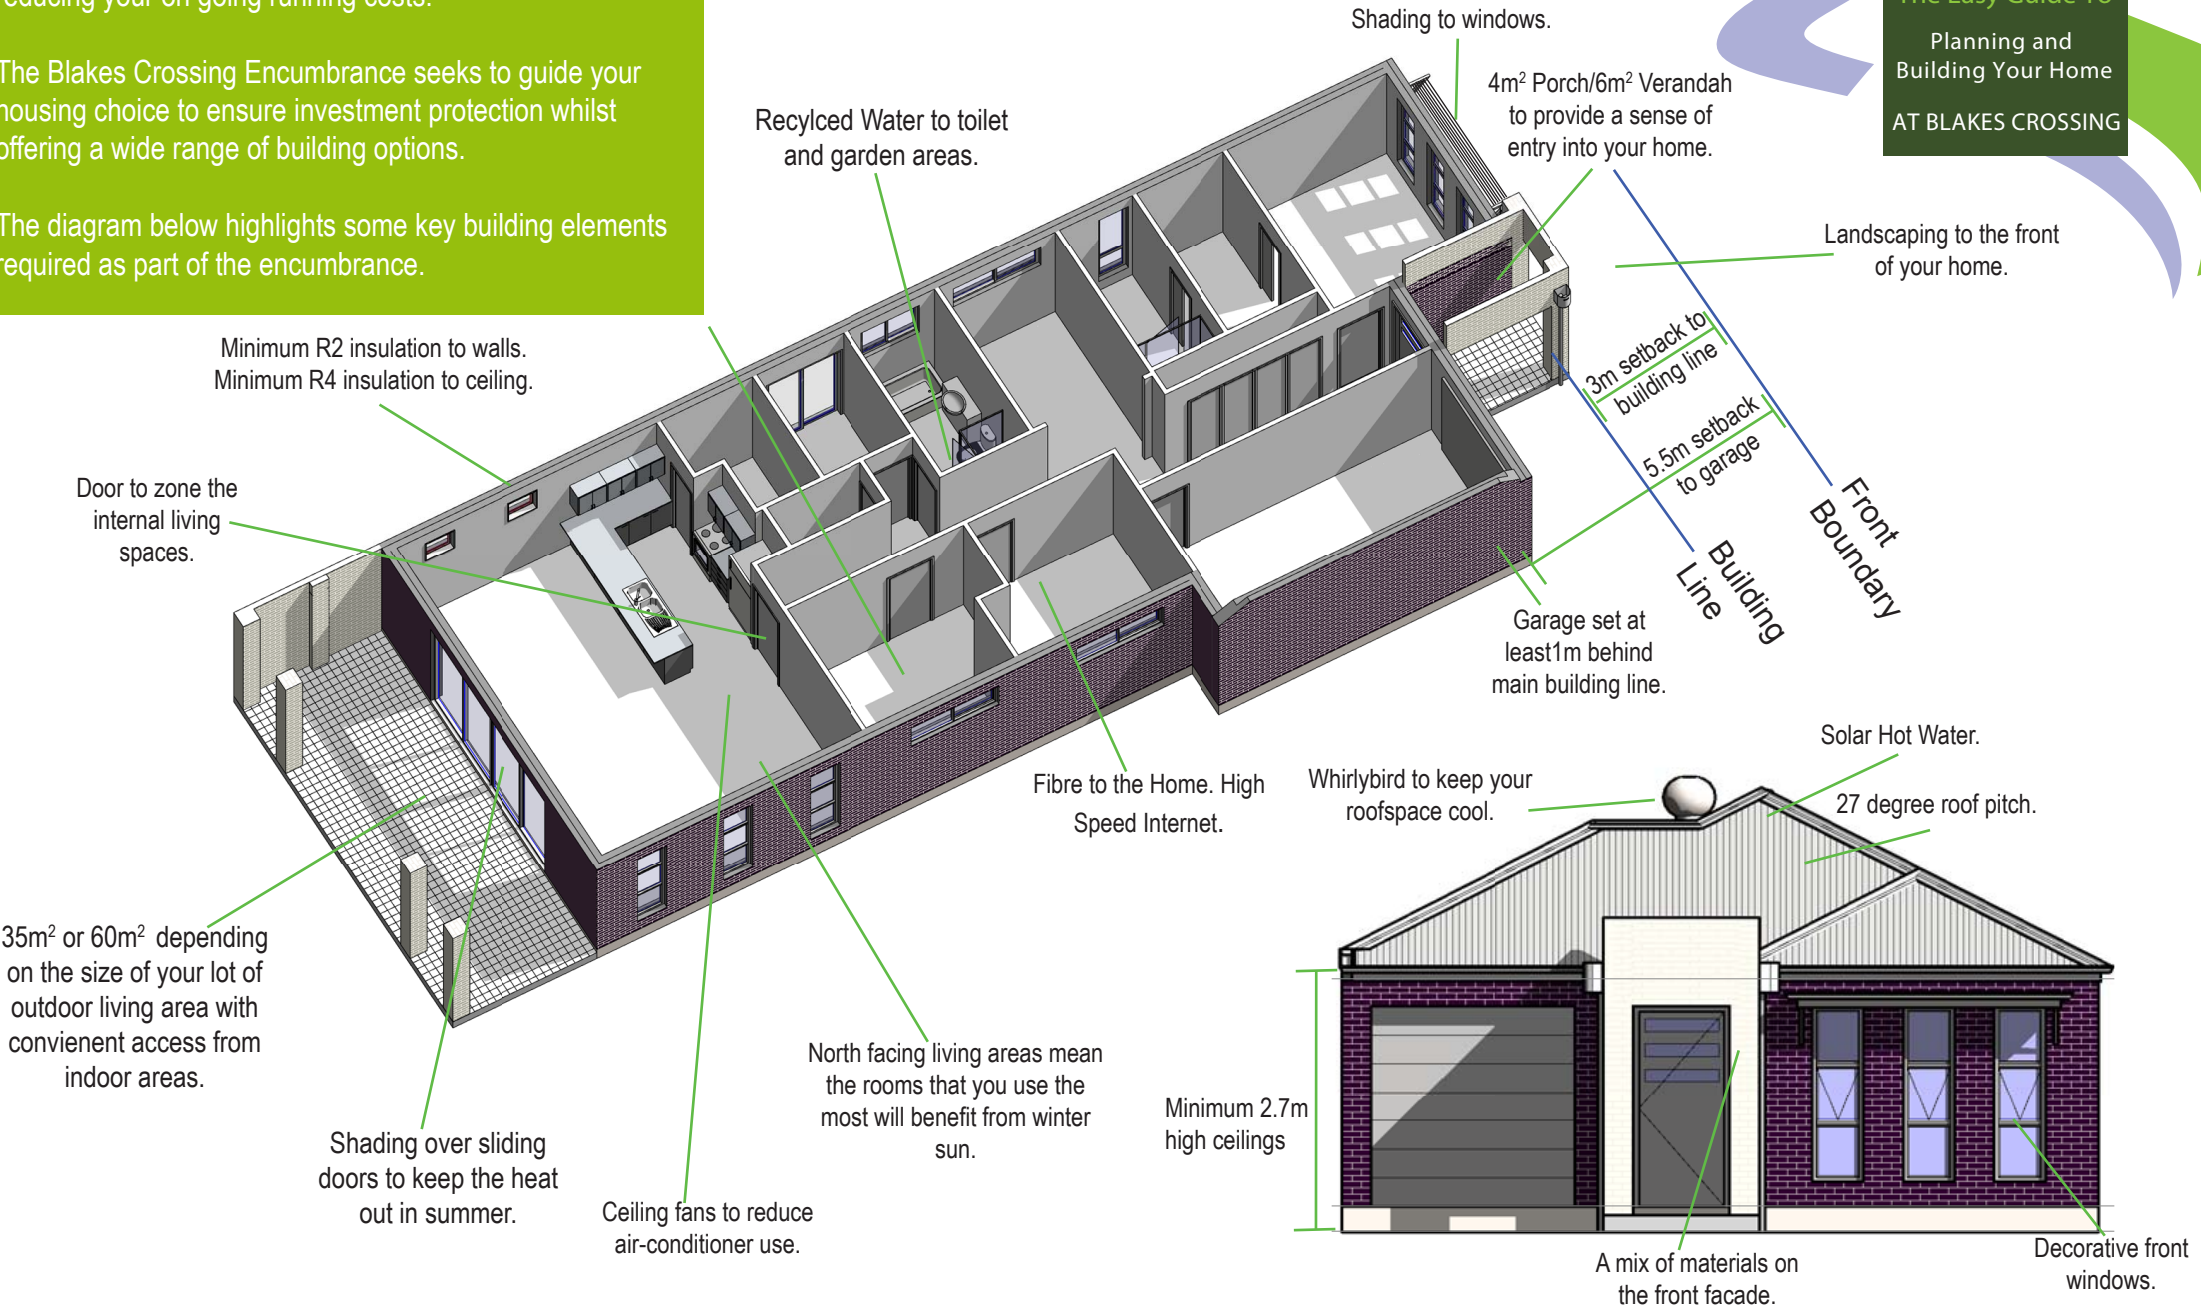 reducing your on going running costs.
The Blakes Crossing Encumbrance seeks to guide your
housing choice to ensure investment protection whilst
offering a wide range of building options.
The diagram below highlights some key building elements
required as part of the encumbrance.
The Easy Guide To
Planning and
Building Your Home
AT BLAKES CROSSING
Shading to windows.
4m² Porch/6m² Verandah
to provide a sense of
entry into your home.
Recylced Water to toilet
and garden areas.
Landscaping to the front
of your home.
Minimum R2 insulation to walls.
Minimum R4 insulation to ceiling.
3m setback to
building line
5.5m setback
to garage
Front
Boundary
Building
Line
Door to zone the
internal living
spaces.
Garage set at
least1m behind
main building line.
Fibre to the Home. High
Speed Internet.
Solar Hot Water.
Whirlybird to keep your
roofspace cool.
27 degree roof pitch.
35m² or 60m² depending
on the size of your lot of
outdoor living area with
convienent access from
indoor areas.
North facing living areas mean
the rooms that you use the
most will benefit from winter
sun.
Minimum 2.7m
high ceilings
Shading over sliding
doors to keep the heat
out in summer.
Ceiling fans to reduce
air-conditioner use.
A mix of materials on
the front facade.
Decorative front
windows.